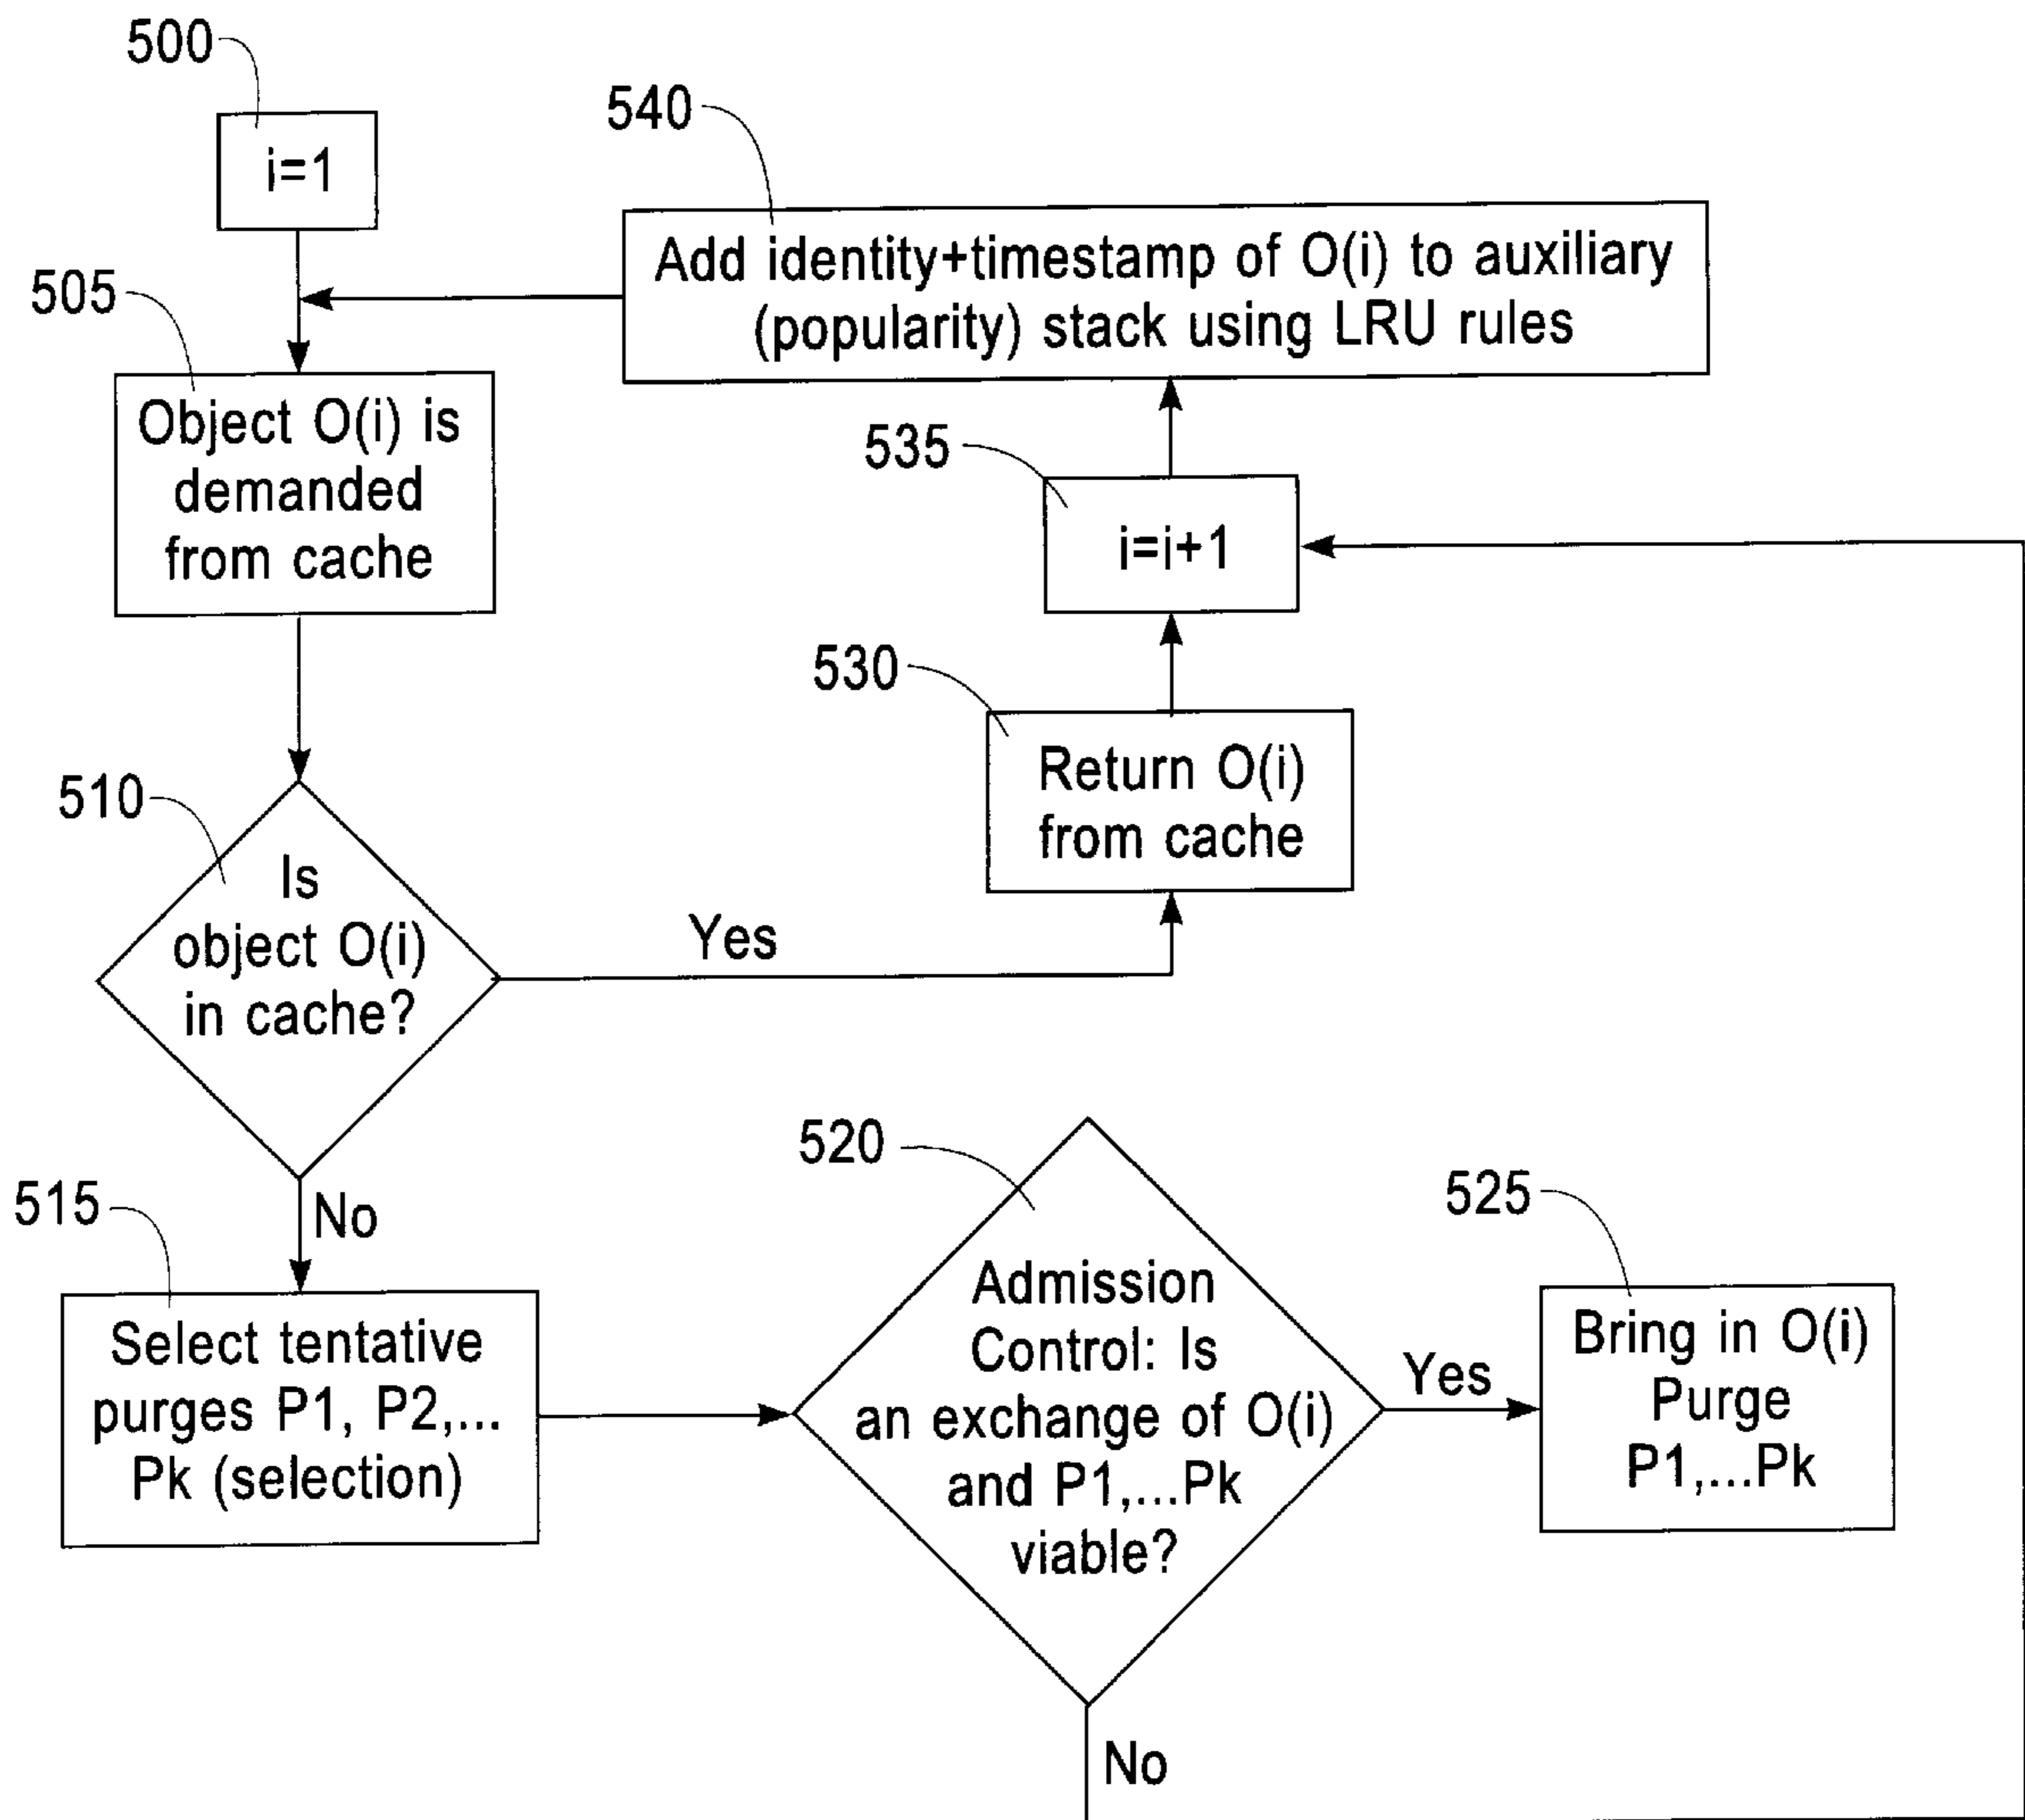 500
i=1
540
Add identity+timestamp of O(i) to auxiliary
(popularity) stack using LRU rules
505
Object O(i) is
demanded
from cache
535
i=i+1
530
Return O(i)
from cache
510
Is
object O(i)
in cache?
Yes
No
515
Select tentative
purges P1, P2,...
Pk (selection)
520
Admission
Control: Is
an exchange of O(i)
and P1,...Pk
viable?
Yes
No
525
Bring in O(i)
Purge
P1,...Pk